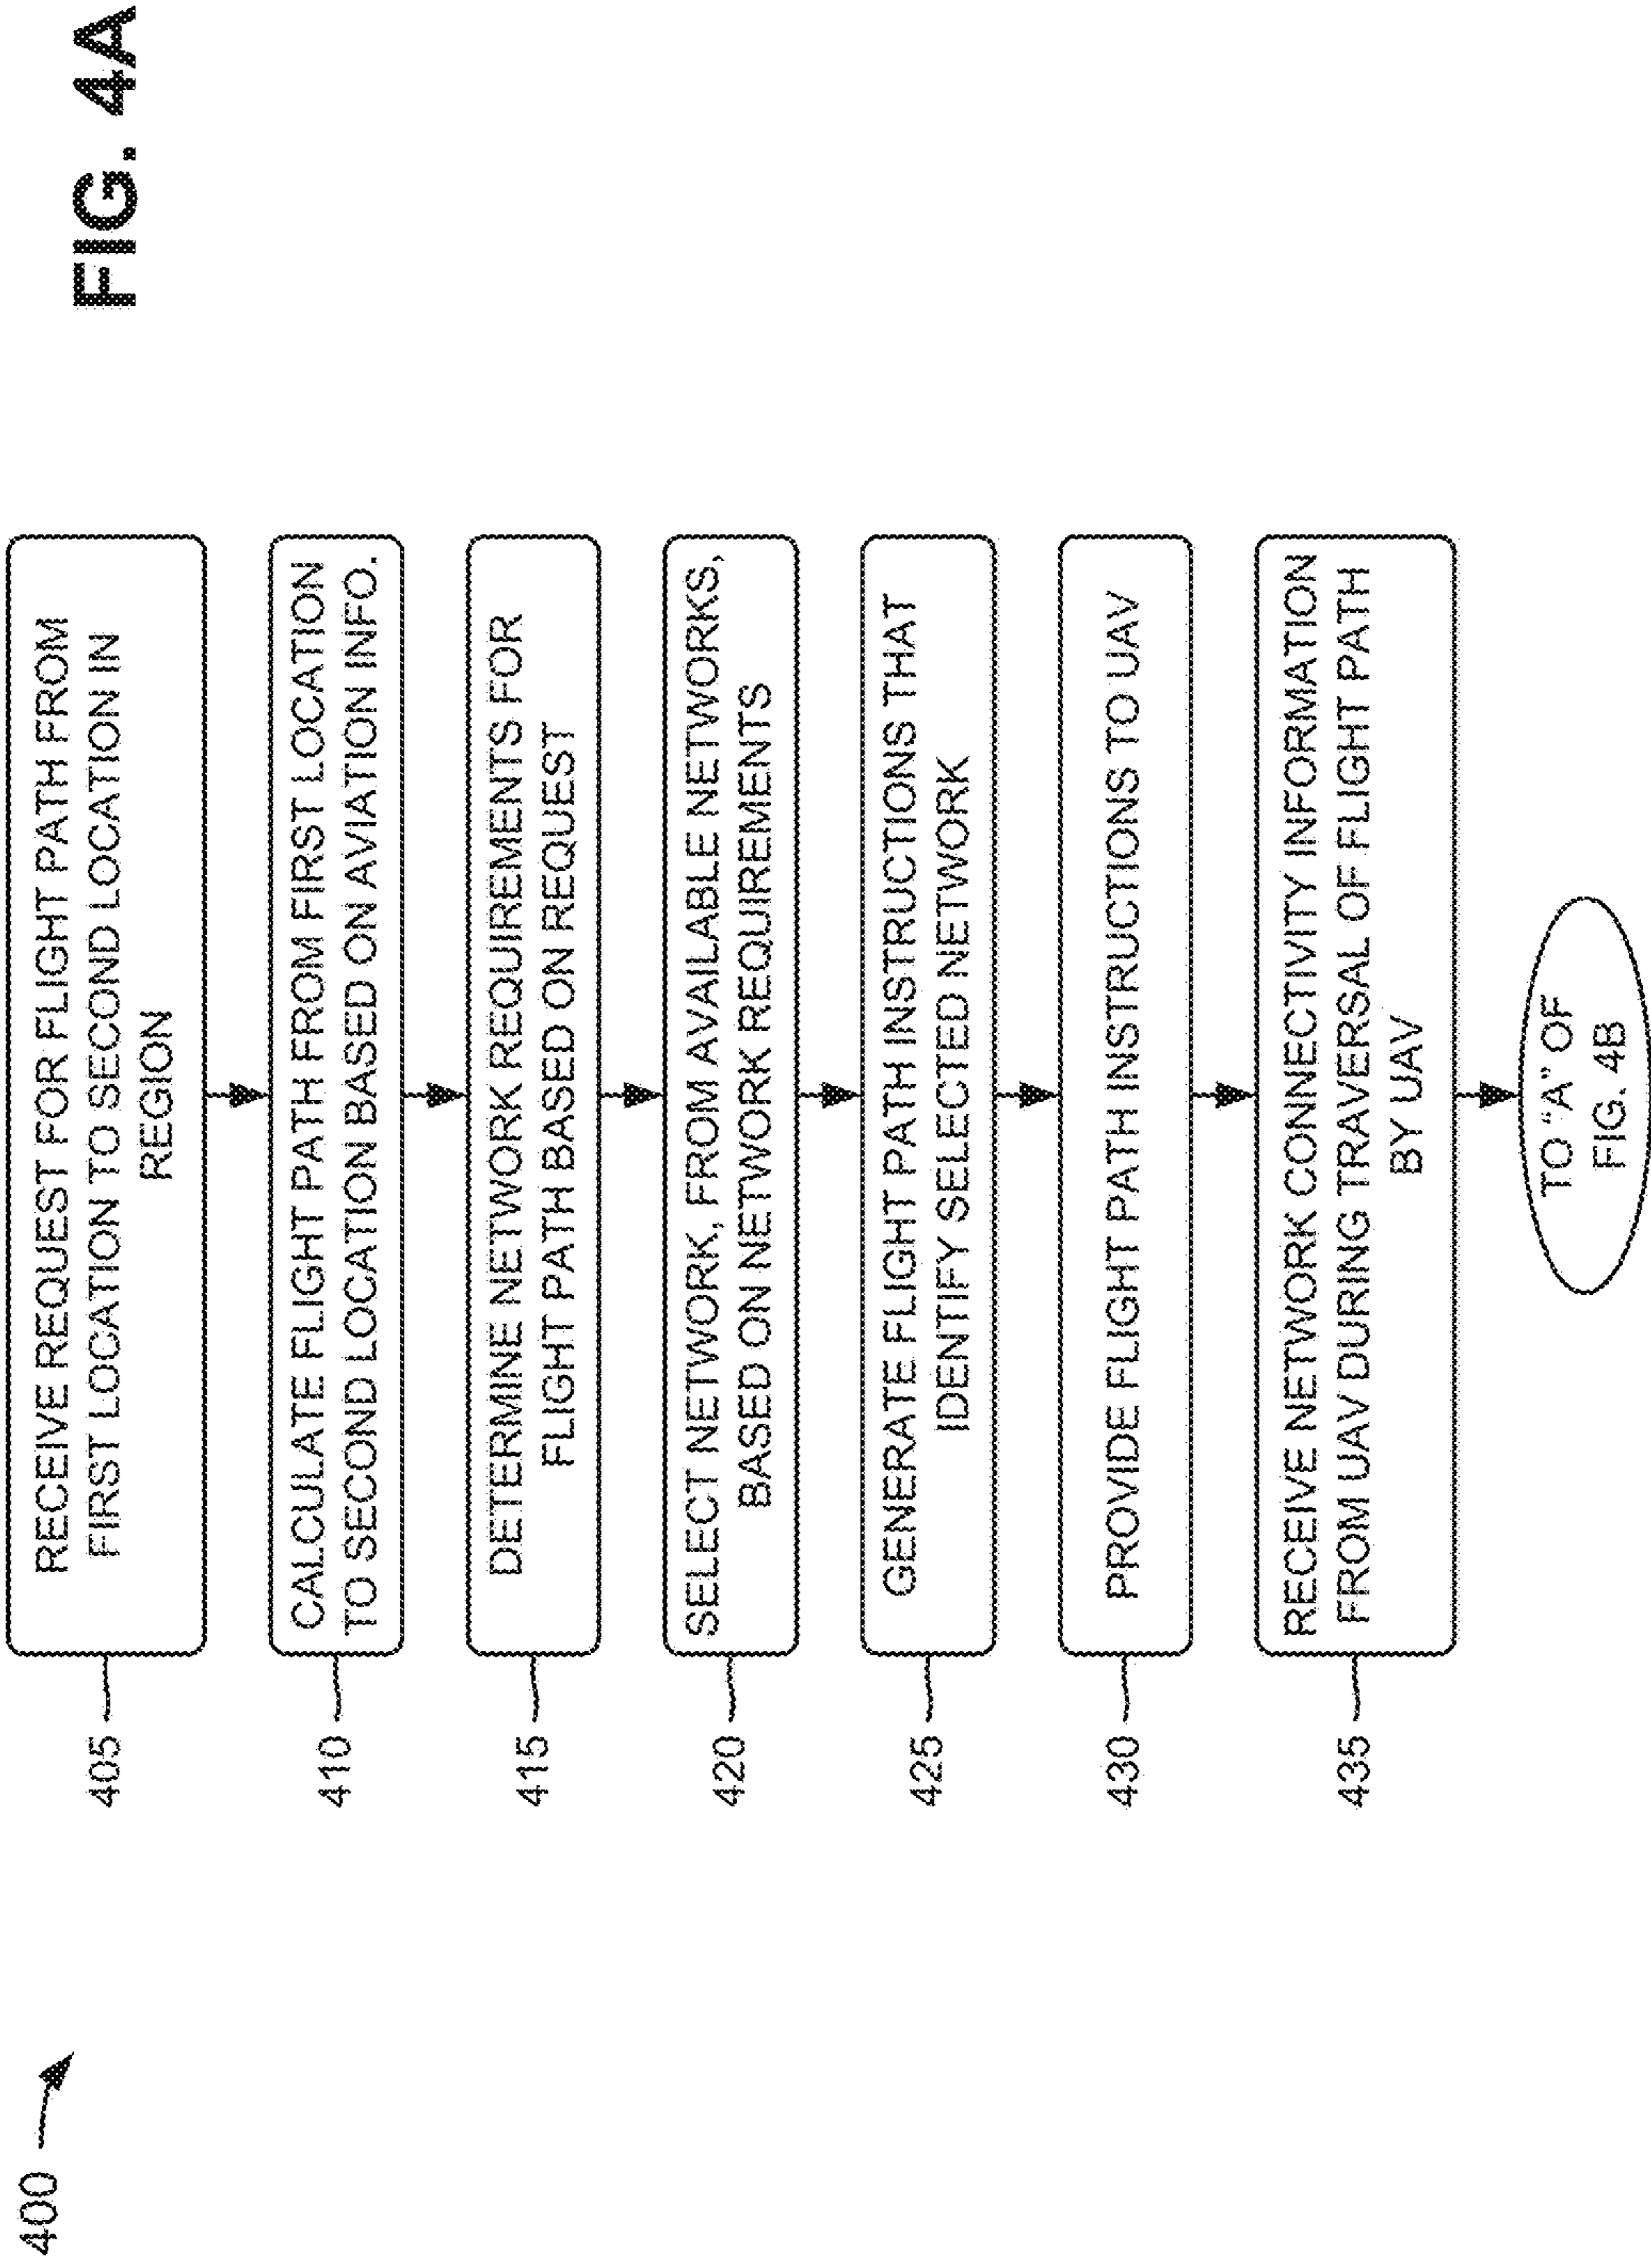 FIG. 4A
400
405
RECEIVE REQUEST FOR FLIGHT PATH FROM
FIRST LOCATION TO SECOND LOCATION IN
REGION
410
CALCULATE FLIGHT PATH FROM FIRST LOCATION
TO SECOND LOCATION BASED ON AVIATION INFO.
415
DETERMINE NETWORK REQUIREMENTS FOR
FLIGHT PATH BASED ON REQUEST
420
SELECT NETWORK, FROM AVAILABLE NETWORKS,
BASED ON NETWORK REQUIREMENTS
425
GENERATE FLIGHT PATH INSTRUCTIONS THAT
IDENTIFY SELECTED NETWORK
430
PROVIDE FLIGHT PATH INSTRUCTIONS TO UAV
435
RECEIVE NETWORK CONNECTIVITY INFORMATION
FROM UAV DURING TRAVERSAL OF FLIGHT PATH
BY UAV
TO "A" OF
FIG. 4B